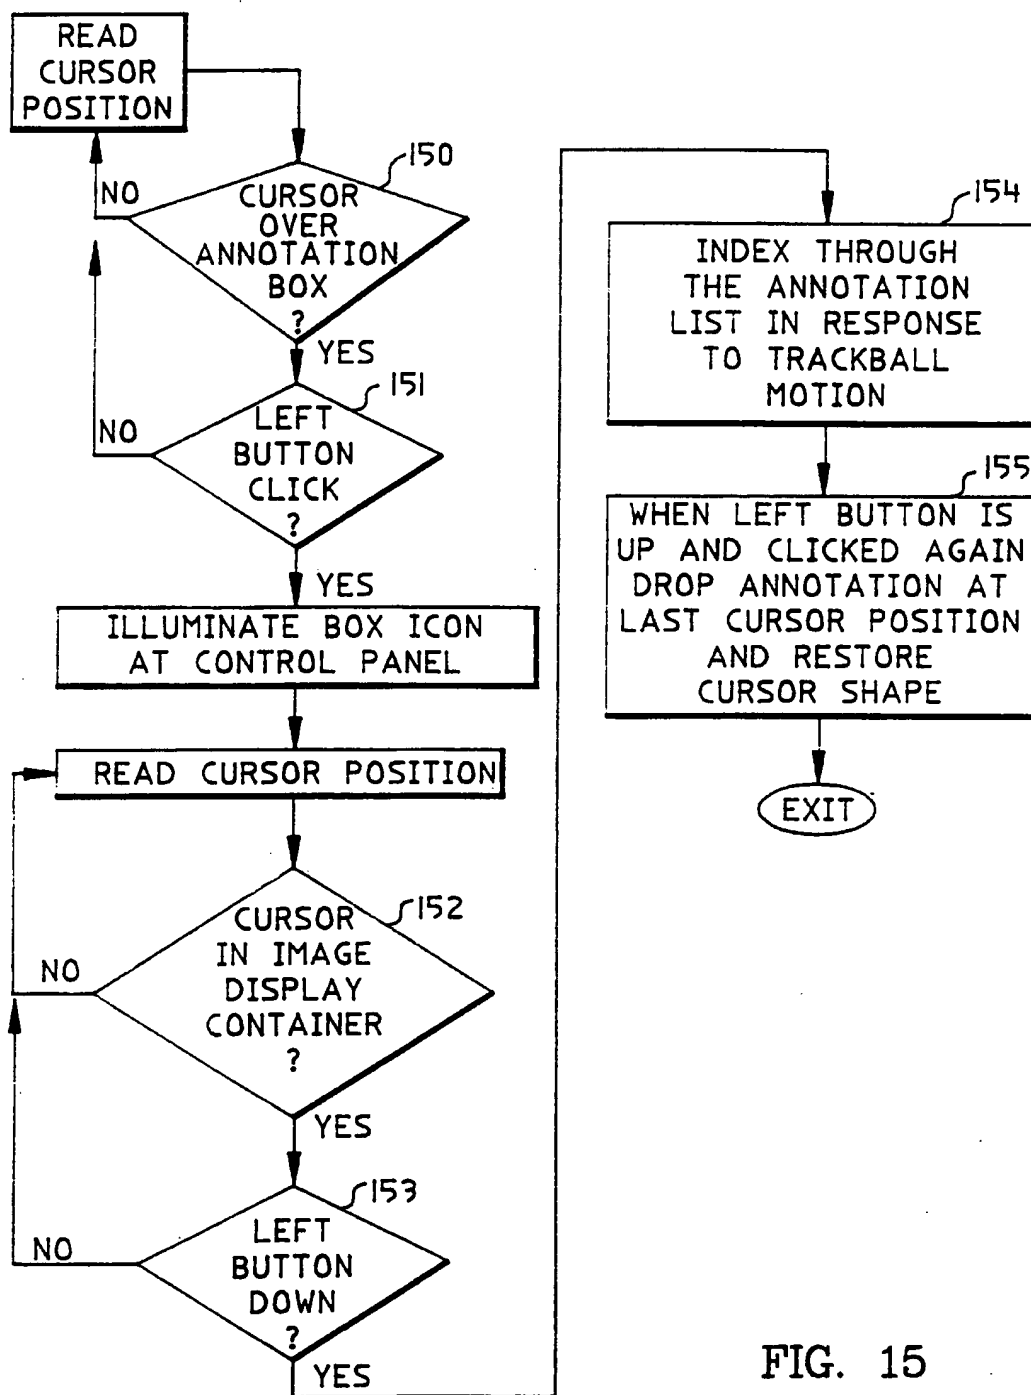 READ
CURSOR
POSITION
150
NO
CURSOR
OVER
ANNOTATION
BOX
?
YES
151
NO
LEFT
BUTTON
CLICK
?
YES
ILLUMINATE BOX ICON
AT CONTROL PANEL
READ CURSOR POSITION
152
NO
CURSOR
IN IMAGE
DISPLAY
CONTAINER
?
YES
153
NO
LEFT
BUTTON
DOWN
?
YES
154
INDEX THROUGH
THE ANNOTATION
LIST IN RESPONSE
TO TRACKBALL
MOTION
155
WHEN LEFT BUTTON IS
UP AND CLICKED AGAIN
DROP ANNOTATION AT
LAST CURSOR POSITION
AND RESTORE
CURSOR SHAPE
EXIT
FIG. 15